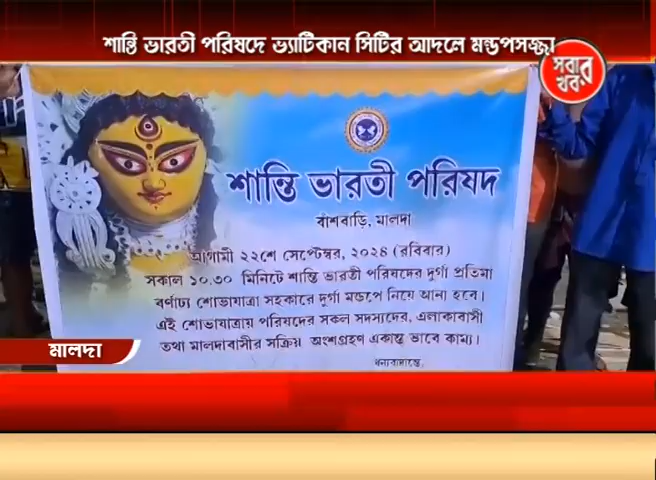 শান্তি ভারতী পরিষদে ভ্যাটিকান সিটির আদলে মন্ডপসজ্জা
সবার
খবর
শান্তি ভারতী পরিষদ
বাঁশবাড়ি, মালদা
আগামী ২২শে সেপ্টেম্বর, ২০২৪ (রবিবার)
সকাল ১০.৩০ মিনিটে শান্তি ভারতী পরিষদের দুর্গা প্রতিমা
বর্ণাঢ্য শোভাযাত্রা সহকারে দুর্গা মন্ডপে নিয়ে আনা হবে।
এই শোভাযাত্রায় পরিষদের সকল সদস্যদের, এলাকাবাসী
তথা মালদাবাসীর সক্রিয় অংশগ্রহণ একান্ত ভাবে কাম্য।
ধন্যবাদান্তে,
মালদা